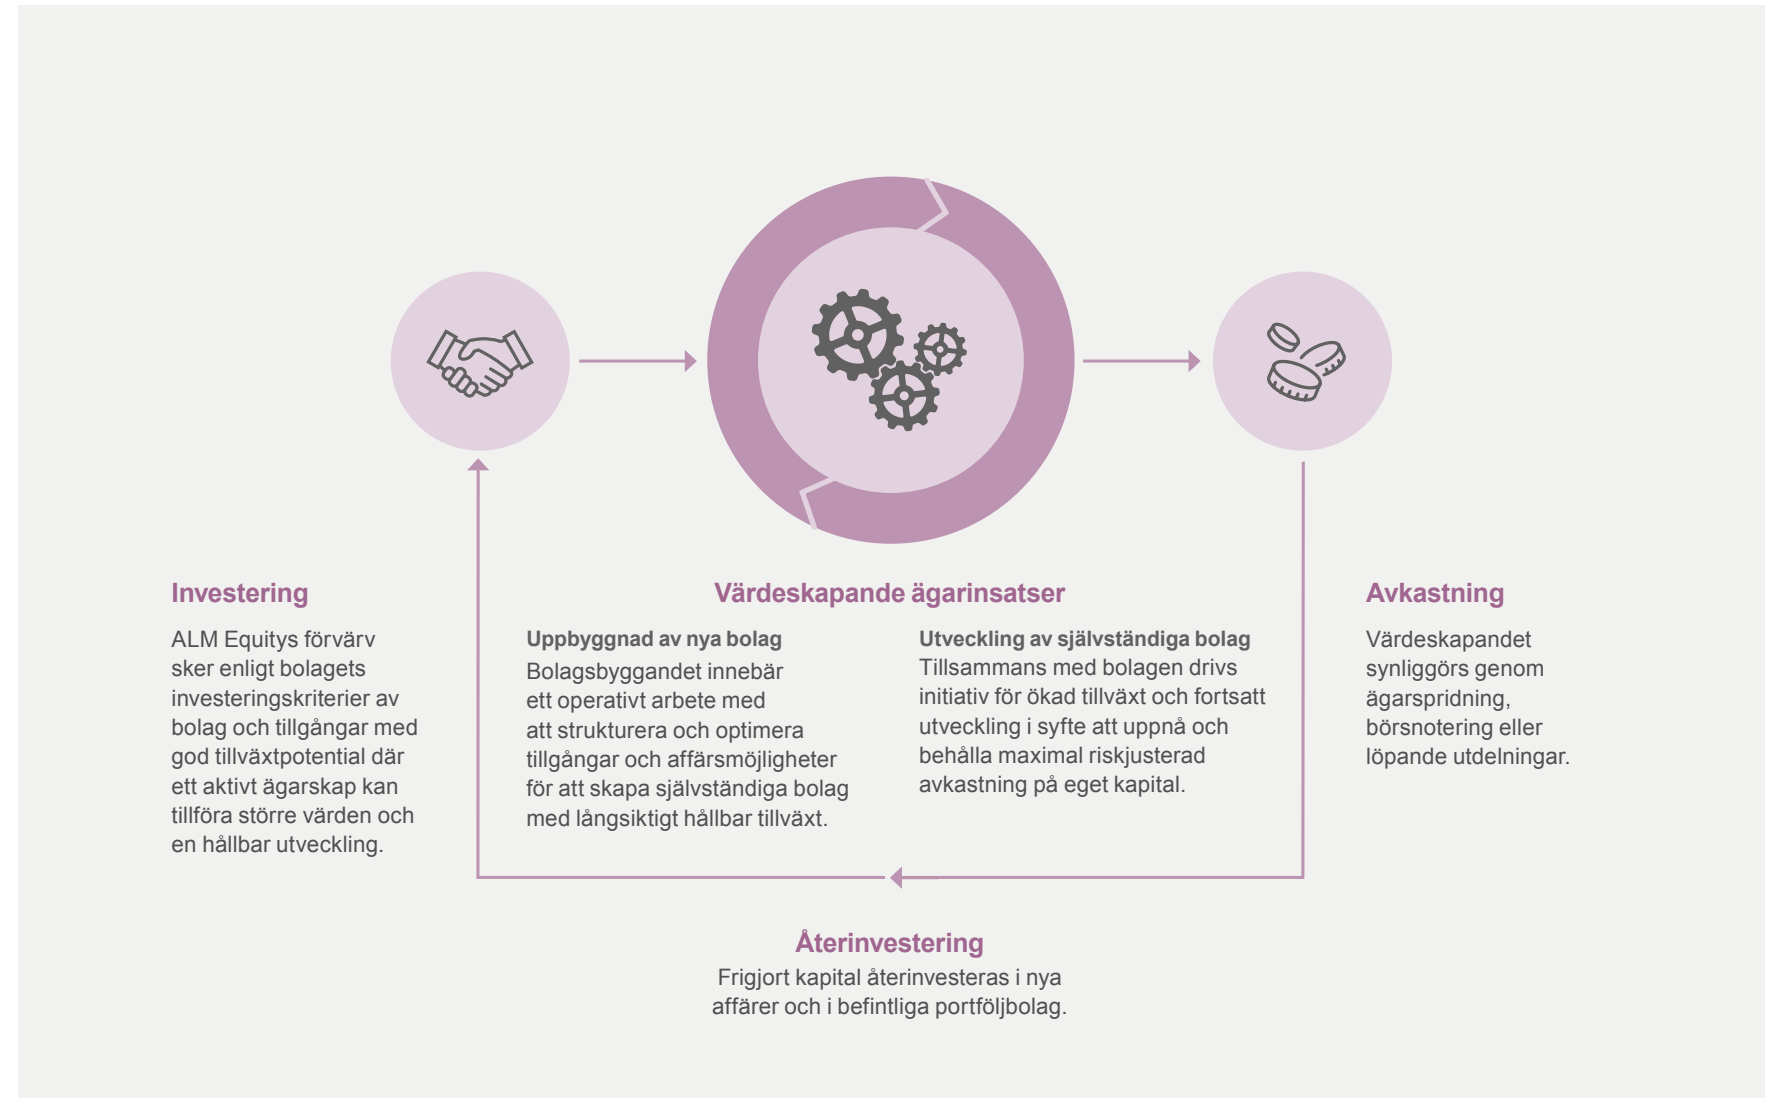 Investering
ALM Equitys förvärv
sker enligt bolagets
investeringskriterier av
bolag och tillgångar med
god tillväxtpotential där
ett aktivt ägarskap kan
tillföra större värden och
en hållbar utveckling.
Värdeskapande ägarinsatser
Uppbyggnad av nya bolag
Bolagsbyggandet innebär
ett operativt arbete med
att strukturera och optimera
tillgångar och affärsmöjligheter
för att skapa självständiga bolag
med långsiktigt hållbar tillväxt.
Utveckling av självständiga bolag
Tillsammans med bolagen drivs
initiativ för ökad tillväxt och fortsatt
utveckling i syfte att uppnå och
behålla maximal riskjusterad
avkastning på eget kapital.
Avkastning
Värdeskapandet
synliggörs genom
ägarspridning,
börsnotering eller
löpande utdelningar.
Återinvestering
Frigjort kapital återinvesteras i nya
affärer och i befintliga portföljbolag.